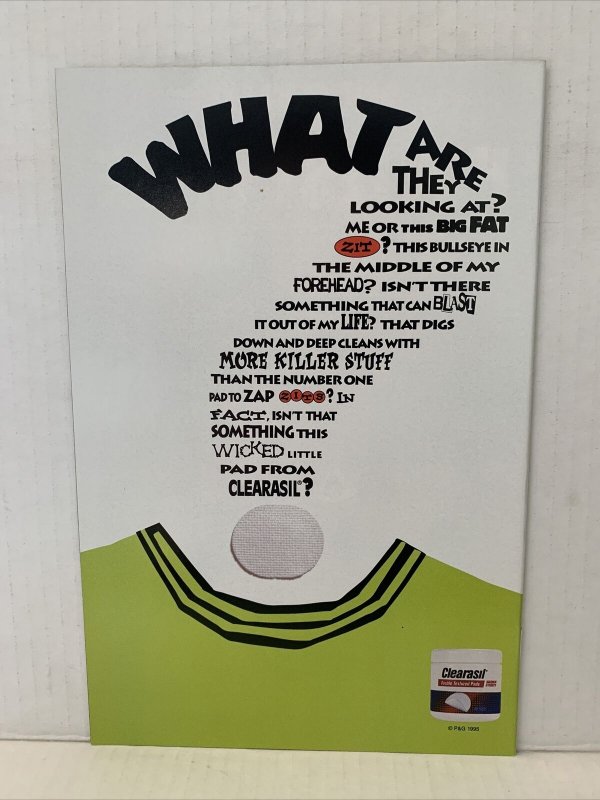 WHAT ARE
THEY
LOOKING AT?
ME OR THIS BIG FAT
ZIT? THIS BULLSEYE IN
THE MIDDLE OF MY
FOREHEAD? ISN'T THERE
SOMETHING THAT CAN BLAST
IT OUT OF MY LIFE? THAT DIGS
DOWN AND DEEP CLEANS WITH
MORE KILLER STUFF
THAN THE NUMBER ONE
PAD TO ZAP ZITS? IN
FACT, ISN'T THAT
SOMETHING THIS
WICKED LITTLE
PAD FROM
CLEARASIL®?
Clearasil
Double Textured Pads
© P&G 1995